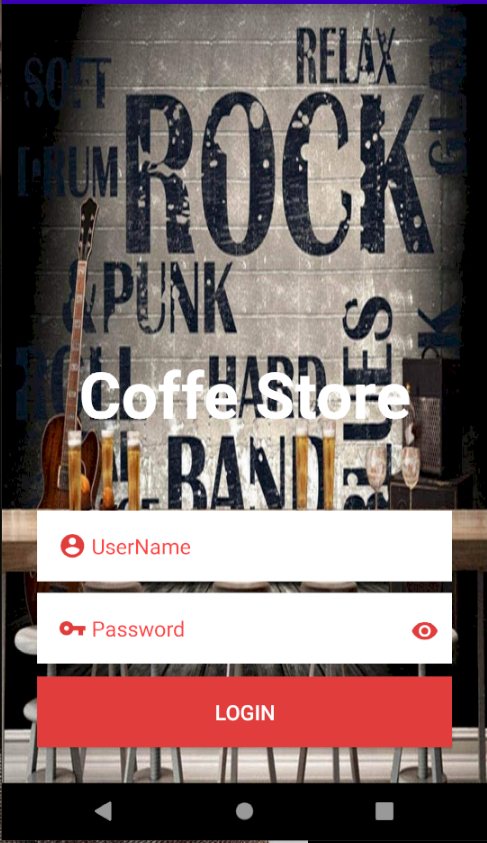 RELAX
SOFT
GLAM
ROCK
DRUM
&PUNK
ROLL
HARD
BLUES
Coffe Store
BAND
UserName
Password
LOGIN